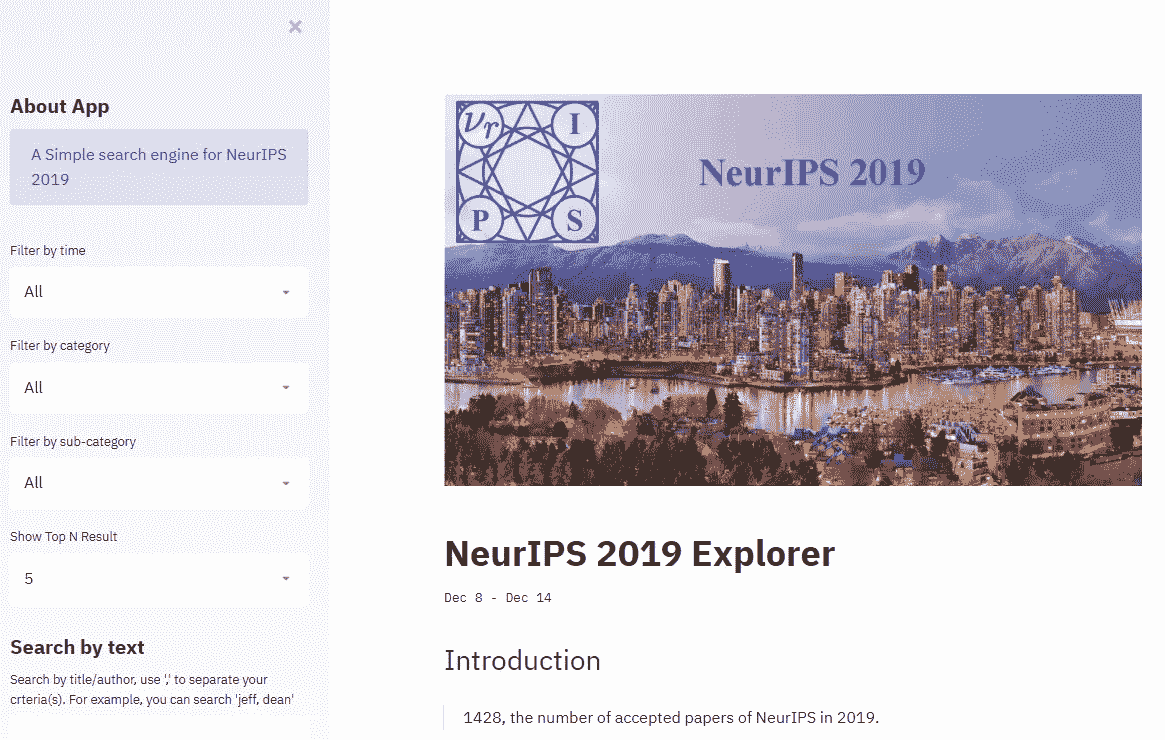 ×
About App
A Simple search engine for NeurIPS
2019
Filter by time
All
Filter by category
All
Filter by sub-category
All
Show Top N Result
5
Search by text
Search by title/author, use ',' to separate your
crteria(s). For example, you can search 'jeff, dean'
νr
I
P
S
NeurIPS 2019
NeurIPS 2019 Explorer
Dec 8 - Dec 14
Introduction
1428, the number of accepted papers of NeurIPS in 2019.